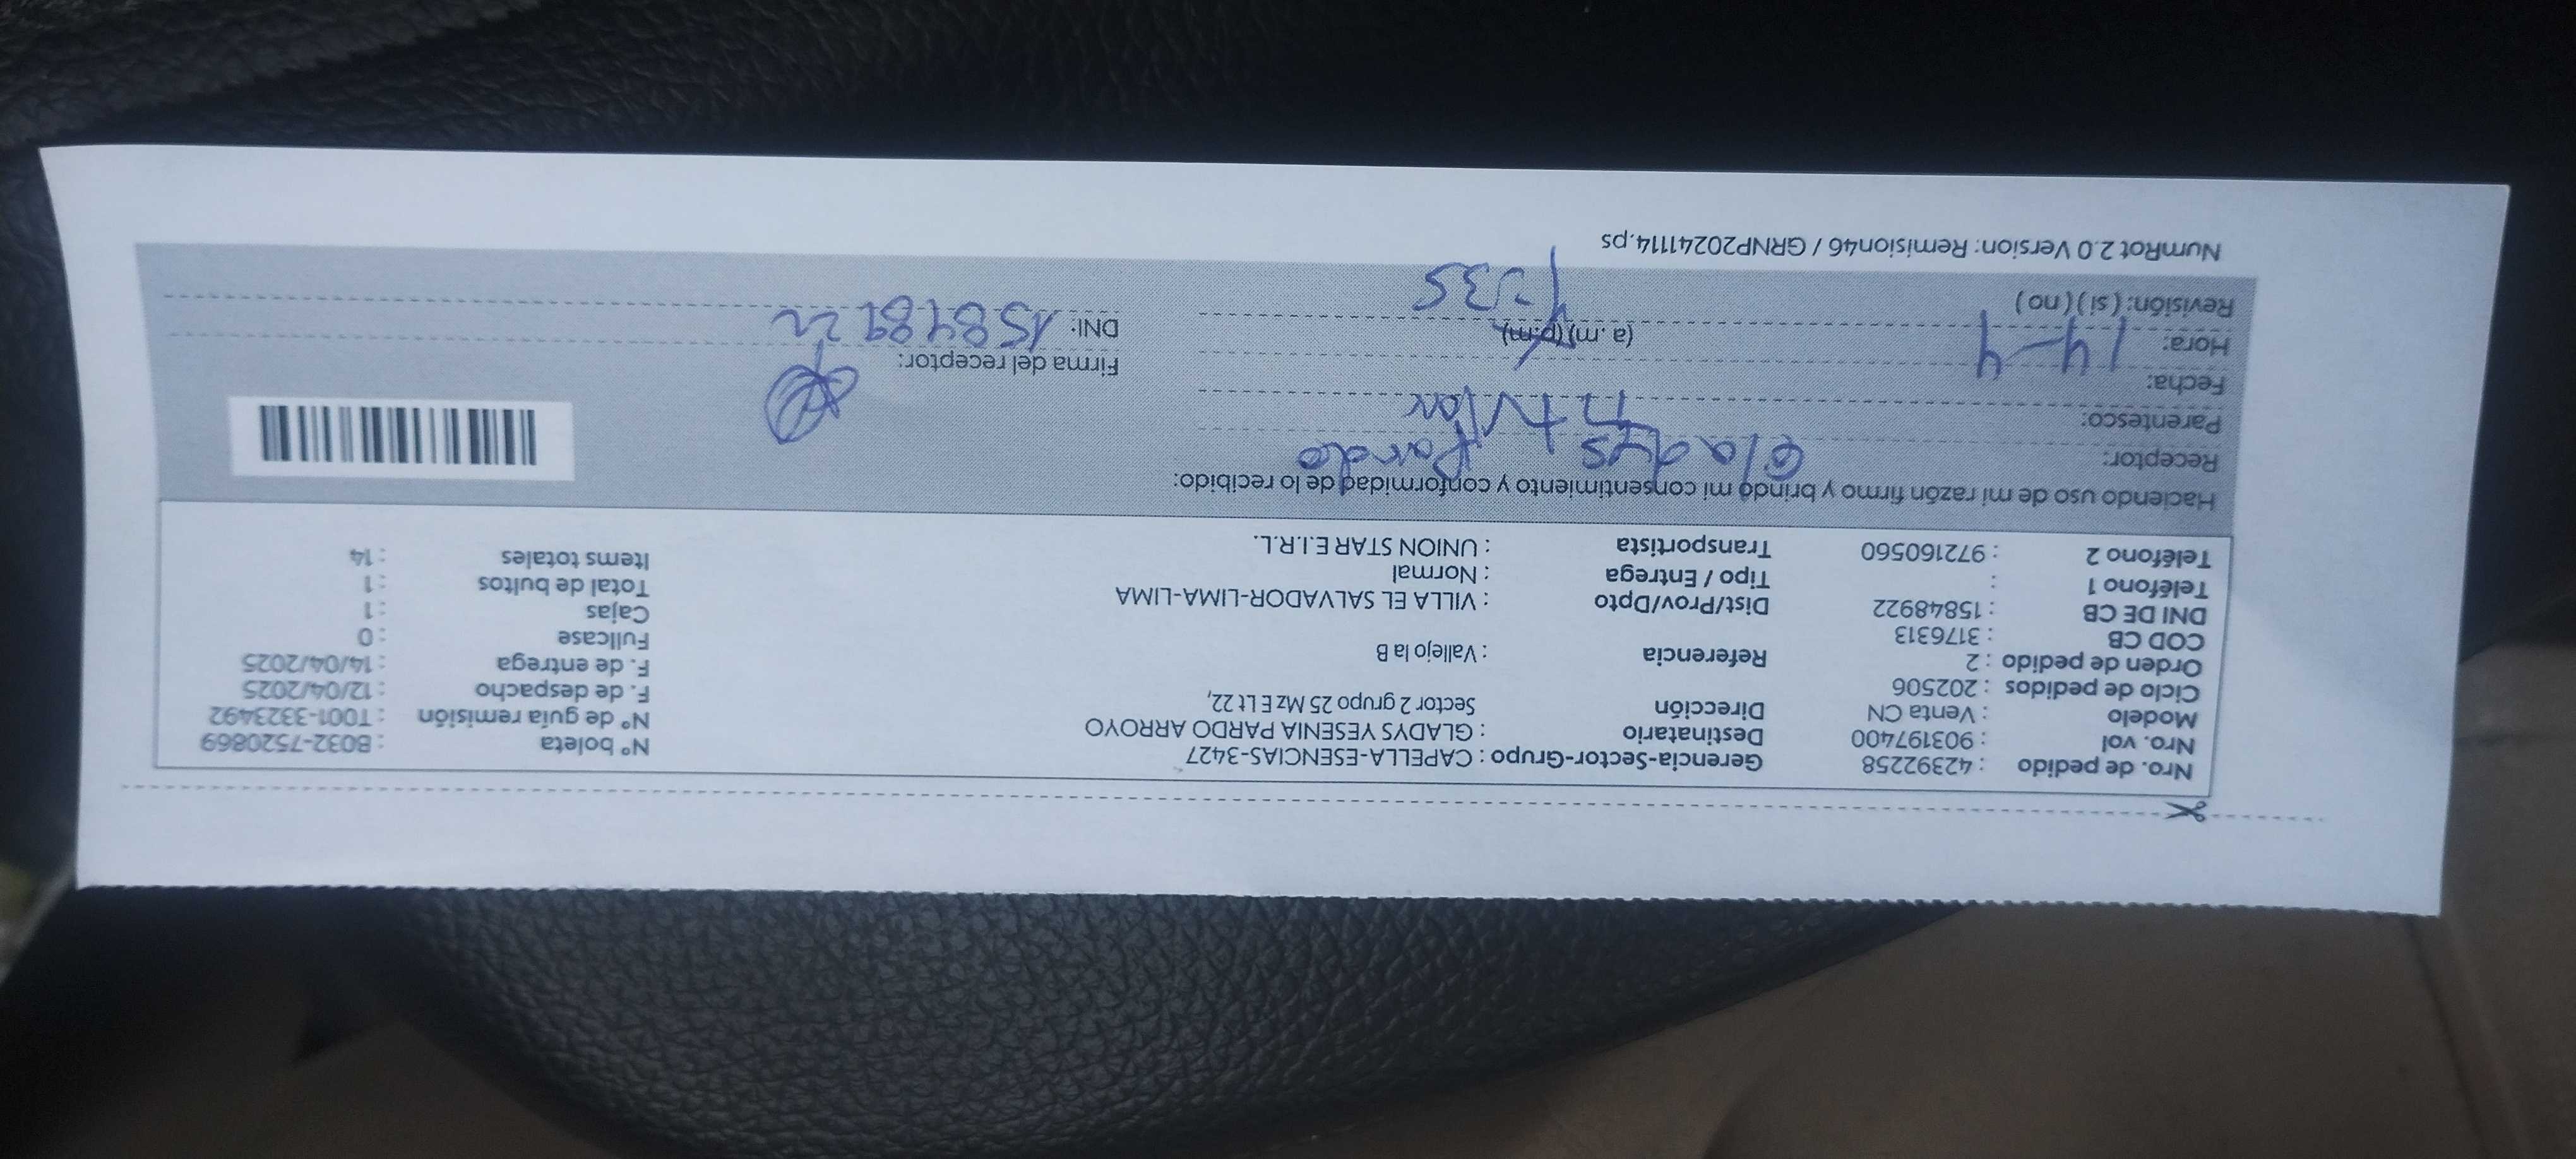 Nro. de pedido : 42392258 Gerencia-Sector-Grupo : CAPELLA-ESENCIAS-3427 N° boleta : B032-7520869
Nro. vol : 903197400 Destinatario : GLADYS YESENIA PARDO ARROYO N° de guía remisión : T001-3323492
Modelo : Venta CN Dirección Sector 2 grupo 25 Mz E Lt 22, F. de despacho : 12/04/2025
Ciclo de pedidos : 202506 F. de entrega : 14/04/2025
Orden de pedido : 2 Referencia : Vallejo la B Fullcase : 0
COD CB : 3176313 Cajas : 1
DNI DE CB : 15848922 Dist/Prov/Dpto : VILLA EL SALVADOR-LIMA-LIMA Total de bultos : 1
Teléfono 1 : Tipo / Entrega : Normal Items totales : 14
Teléfono 2 : 972160560 Transportista : UNION STAR E.I.R.L.
Haciendo uso de mi razón firmo y brindo mi consentimiento y conformidad de lo recibido:
Receptor: Gladys Pardo
Parentesco: Titular
Fecha: 14-4 Firma del receptor:
Hora: (a.m) (p.m) DNI: 15848922
Revisión: ( si ) ( no )
NumRot 2.0 Version: Remision46 / GRNP20241114.ps